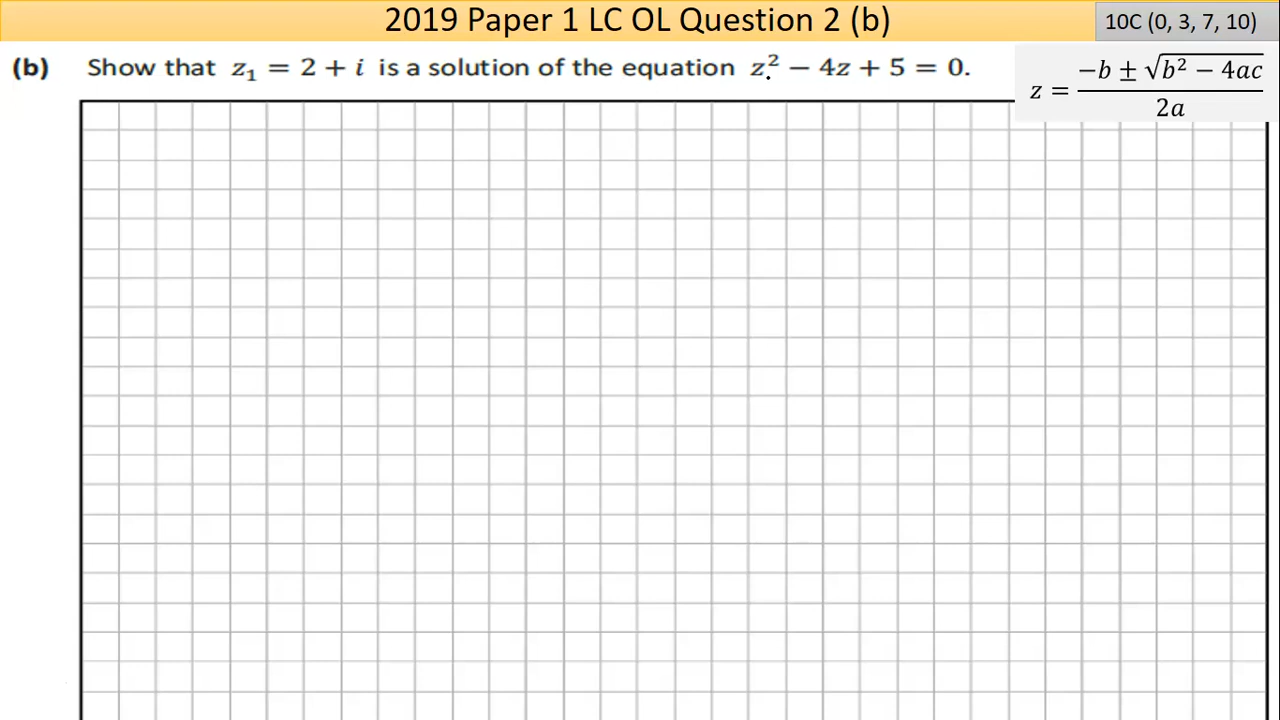 2019 Paper 1 LC OL Question 2 (b)
10C (0, 3, 7, 10)
(b) Show that z₁ = 2 + i is a solution of the equation z² − 4z + 5 = 0.
z = (−b ± √(b² − 4ac)) / 2a